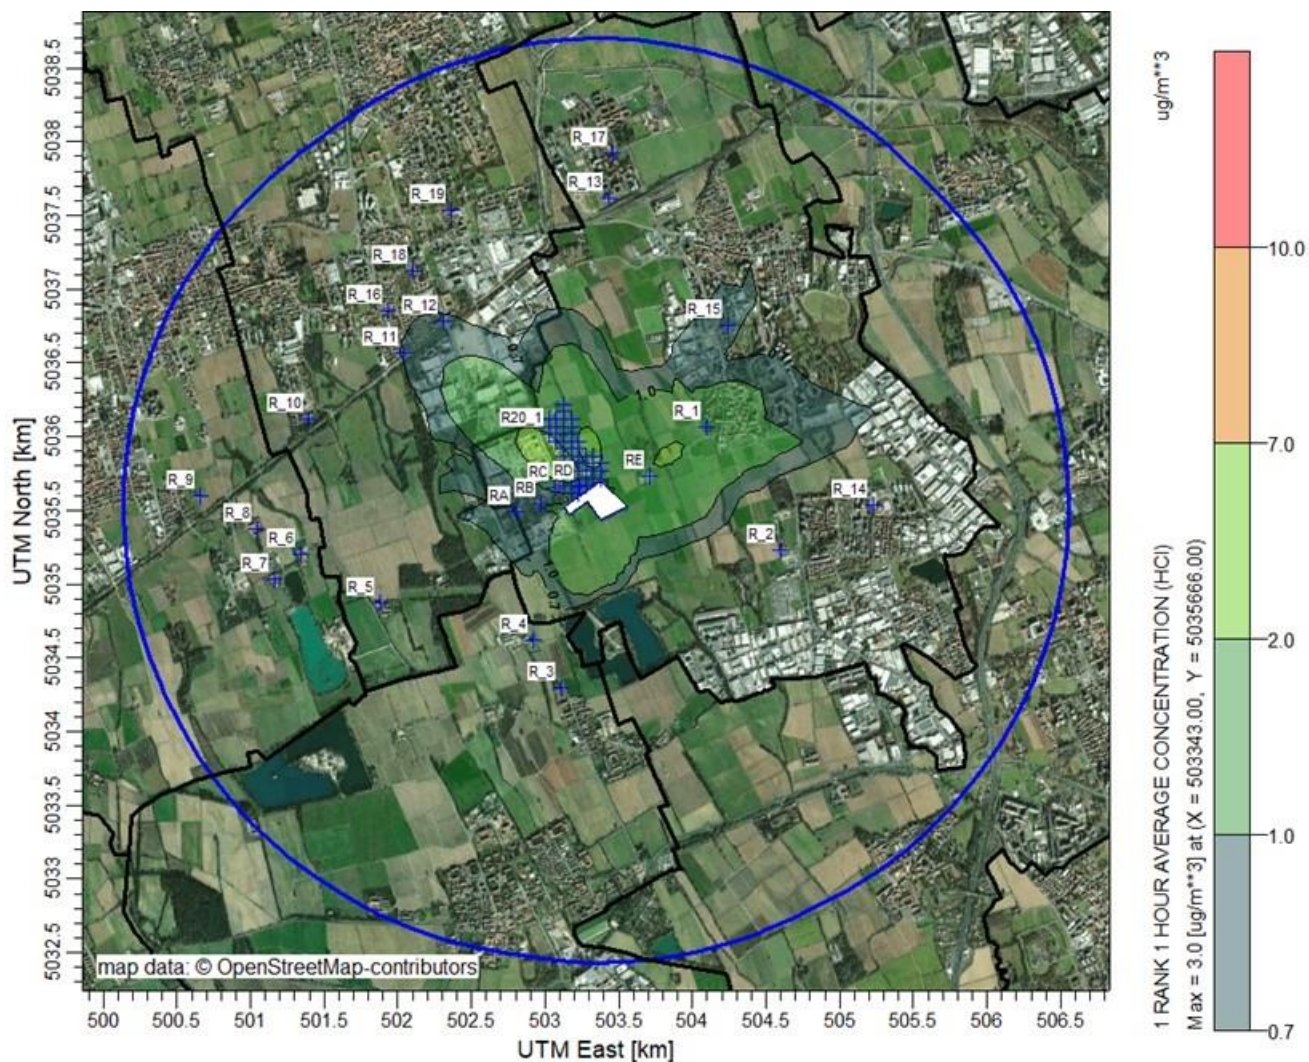 ug/m**3
10.0
7.0
2.0
1.0
0.7
1 RANK 1 HOUR AVERAGE CONCENTRATION (HCl)
Max = 3.0 [ug/m**3] at (X = 503343.00, Y = 5035666.00)
UTM North [km]
5038.5
5038
5037.5
5037
5036.5
5036
5035.5
5035
5034.5
5034
5033.5
5033
5032.5
R_17
R_13
R_19
R_18
R_16
R_12
R_15
R_11
1.0
R_10
R20_1
R_1
RC
RD
RE
R_9
RA
RB
R_14
R_8
R_6
R_2
R_7
R_5
1.0
0.7
R_4
R_3
map data: © OpenStreetMap-contributors
500
500.5
501
501.5
502
502.5
503
503.5
504
504.5
505
505.5
506
506.5
UTM East [km]